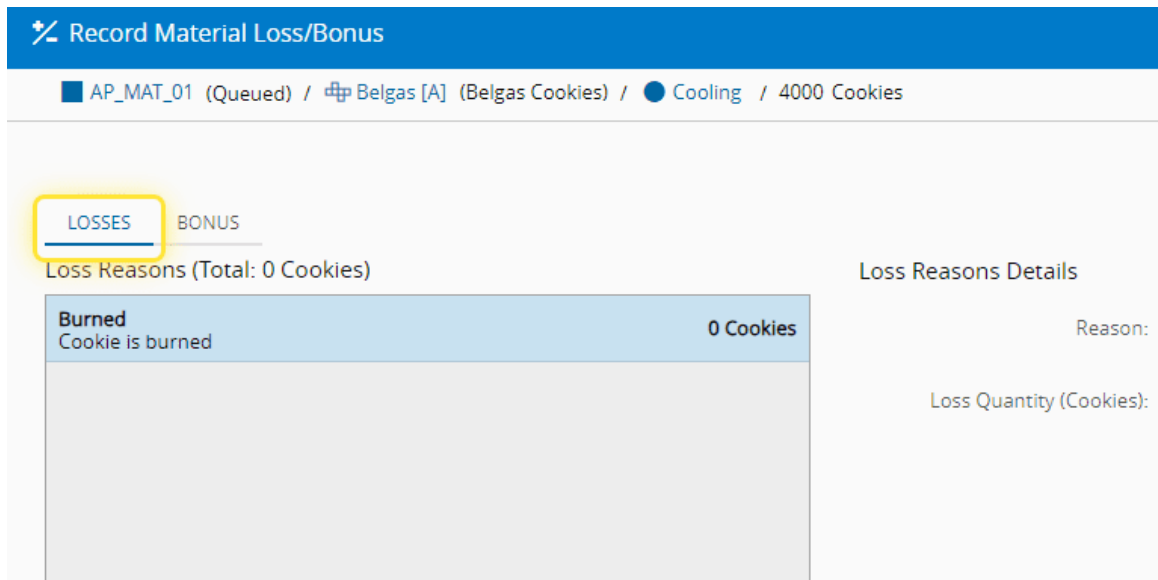 Record Material Loss/Bonus
AP_MAT_01 (Queued) / Belgas [A] (Belgas Cookies) / Cooling / 4000 Cookies
LOSSES BONUS
Loss Reasons (Total: 0 Cookies)
Loss Reasons Details
Burned
0 Cookies
Cookie is burned
Reason:
Loss Quantity (Cookies):